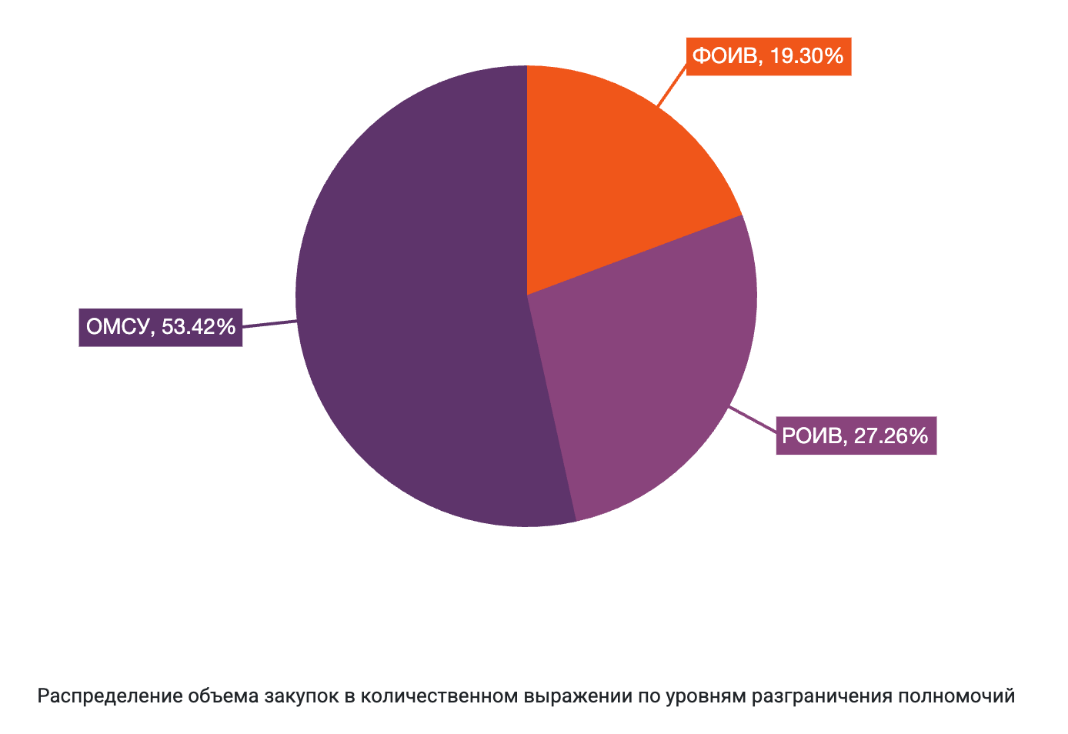 ФОИВ, 19.30%
ОМСУ, 53.42%
РОИВ, 27.26%
Распределение объема закупок в количественном выражении по уровням разграничения полномочий